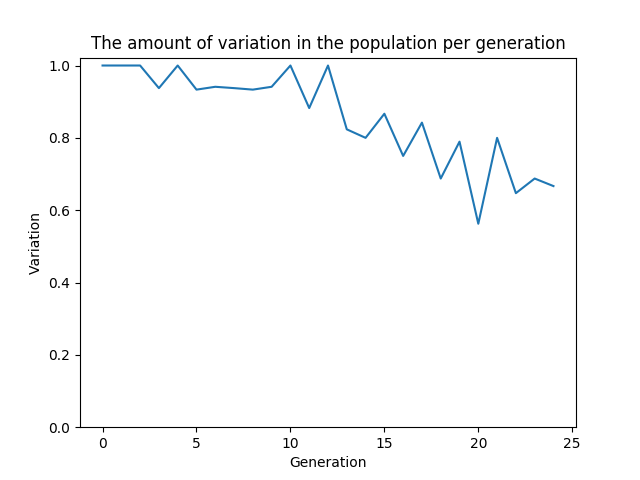 The amount of variation in the population per generation
1.0
0.8
0.6
0.4
0.2
0.0
Variation
0 5 10 15 20 25
Generation